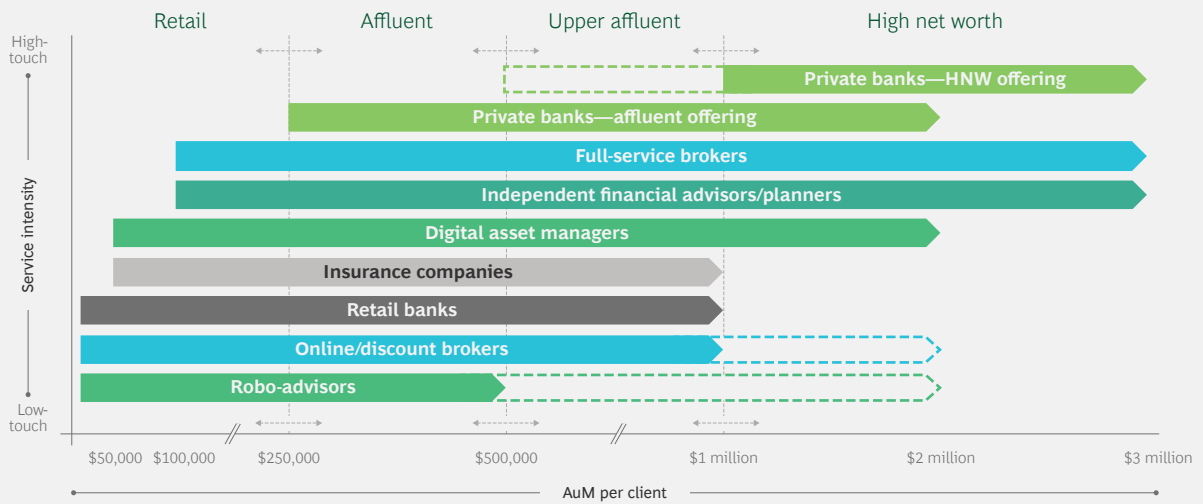 Retail Affluent Upper affluent High net worth
High-
touch
Private banks—HNW offering
Private banks—affluent offering
Full-service brokers
Independent financial advisors/planners
Service intensity
Digital asset managers
Insurance companies
Retail banks
Online/discount brokers
Robo-advisors
Low-
touch
$50,000 $100,000 $250,000 $500,000 $1 million $2 million $3 million
AuM per client